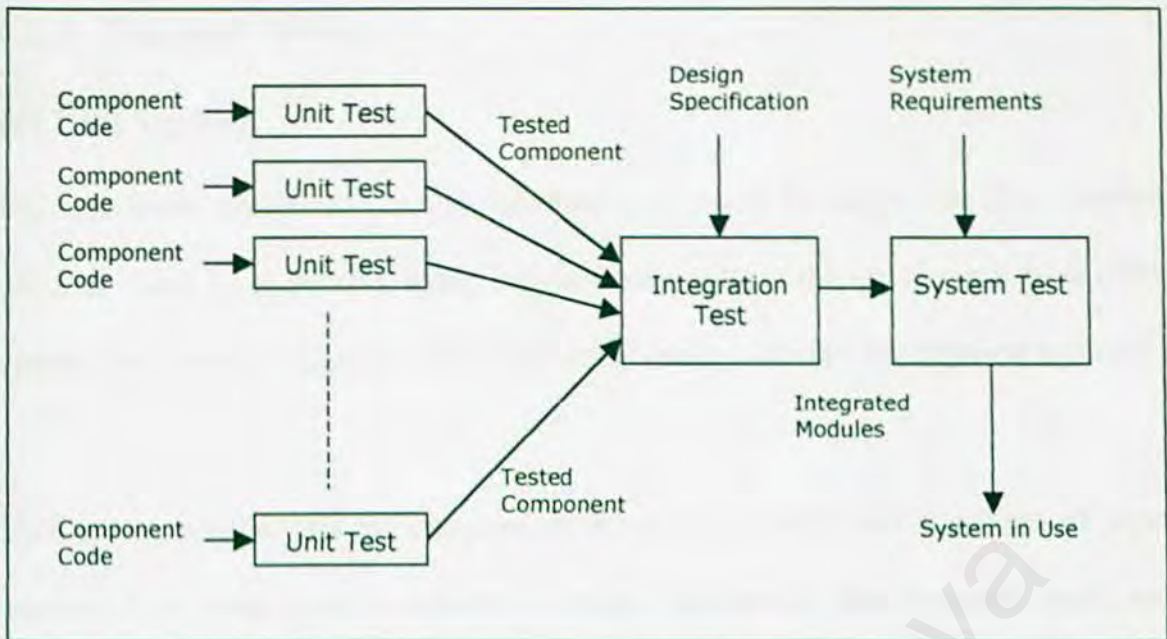 Component
Code
Unit Test
Component
Code
Unit Test
Component
Code
Unit Test
Component
Code
Unit Test
Tested
Component
Tested
Component
Design
Specification
Integration
Test
System
Requirements
System Test
Integrated
Modules
System in Use